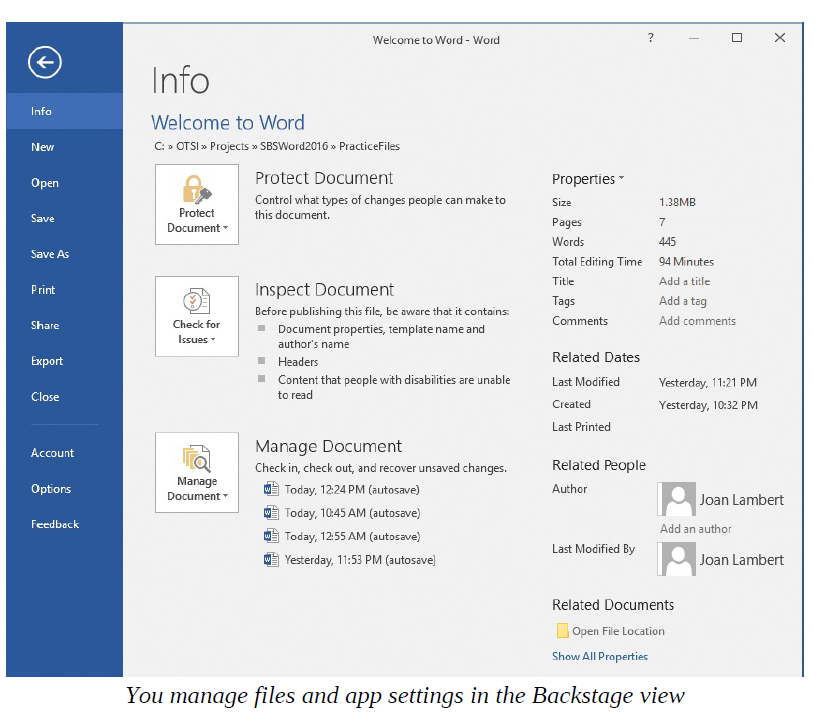 Welcome to Word - Word
?
Info
Info
Welcome to Word
C: » OTSI » Projects » SBSWord2016 » PracticeFiles
New
Open
Save
Save As
Print
Share
Export
Close
Account
Options
Feedback
Protect
Document
Protect Document
Control what types of changes people can make to
this document.
Check for
Issues
Inspect Document
Before publishing this file, be aware that it contains:
Document properties, template name and
author's name
Headers
Content that people with disabilities are unable
to read
Manage
Document
Manage Document
Check in, check out, and recover unsaved changes.
Today, 12:24 PM (autosave)
Today, 10:45 AM (autosave)
Today, 12:55 AM (autosave)
Yesterday, 11:53 PM (autosave)
Properties
Size 1.38MB
Pages 7
Words 445
Total Editing Time 94 Minutes
Title Add a title
Tags Add a tag
Comments Add comments
Related Dates
Last Modified Yesterday, 11:21 PM
Created Yesterday, 10:32 PM
Last Printed
Related People
Author Joan Lambert
Add an author
Last Modified By Joan Lambert
Related Documents
Open File Location
Show All Properties
You manage files and app settings in the Backstage view